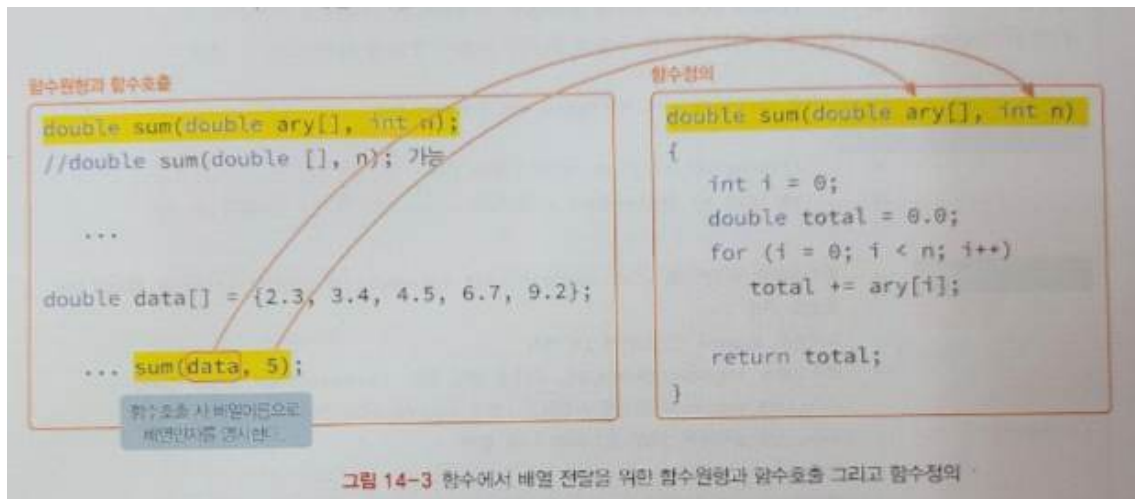 함수원형과 함수호출
double sum(double ary[], int n);
//double sum(double [], n); 가능
...
double data[] = {2.3, 3.4, 4.5, 6.7, 9.2};
... sum(data, 5);
함수호출 시 배열이름으로
배열인자를 명시한다.
함수정의
double sum(double ary[], int n)
{
int i = 0;
double total = 0.0;
for (i = 0; i < n; i++)
total += ary[i];
return total;
}
그림 14-3 함수에서 배열 전달을 위한 함수원형과 함수호출 그리고 함수정의